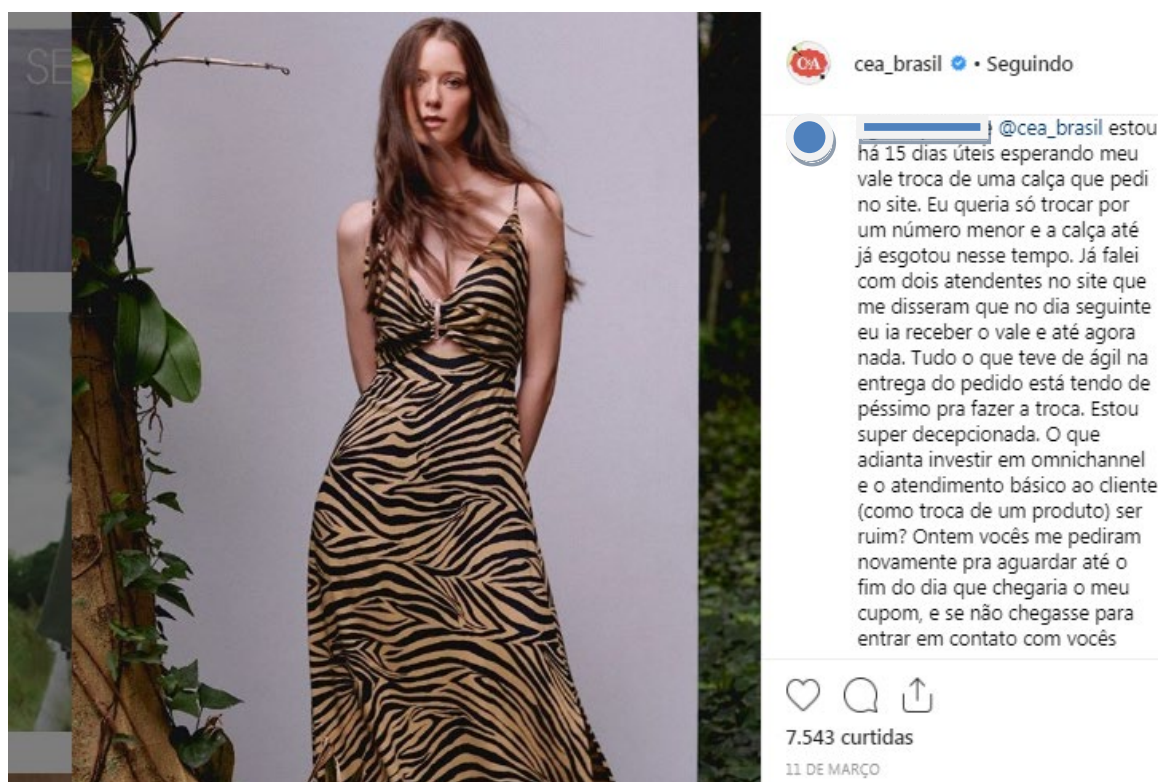 SE
C&A
cea_brasil • Seguindo
@cea_brasil estou
há 15 dias úteis esperando meu
vale troca de uma calça que pedi
no site. Eu queria só trocar por
um número menor e a calça até
já esgotou nesse tempo. Já falei
com dois atendentes no site que
me disseram que no dia seguinte
eu ia receber o vale e até agora
nada. Tudo o que teve de ágil na
entrega do pedido está tendo de
péssimo pra fazer a troca. Estou
super decepcionada. O que
adianta investir em omnichannel
e o atendimento básico ao cliente
(como troca de um produto) ser
ruim? Ontem vocês me pediram
novamente pra aguardar até o
fim do dia que chegaria o meu
cupom, e se não chegasse para
entrar em contato com vocês
7.543 curtidas
11 DE MARÇO